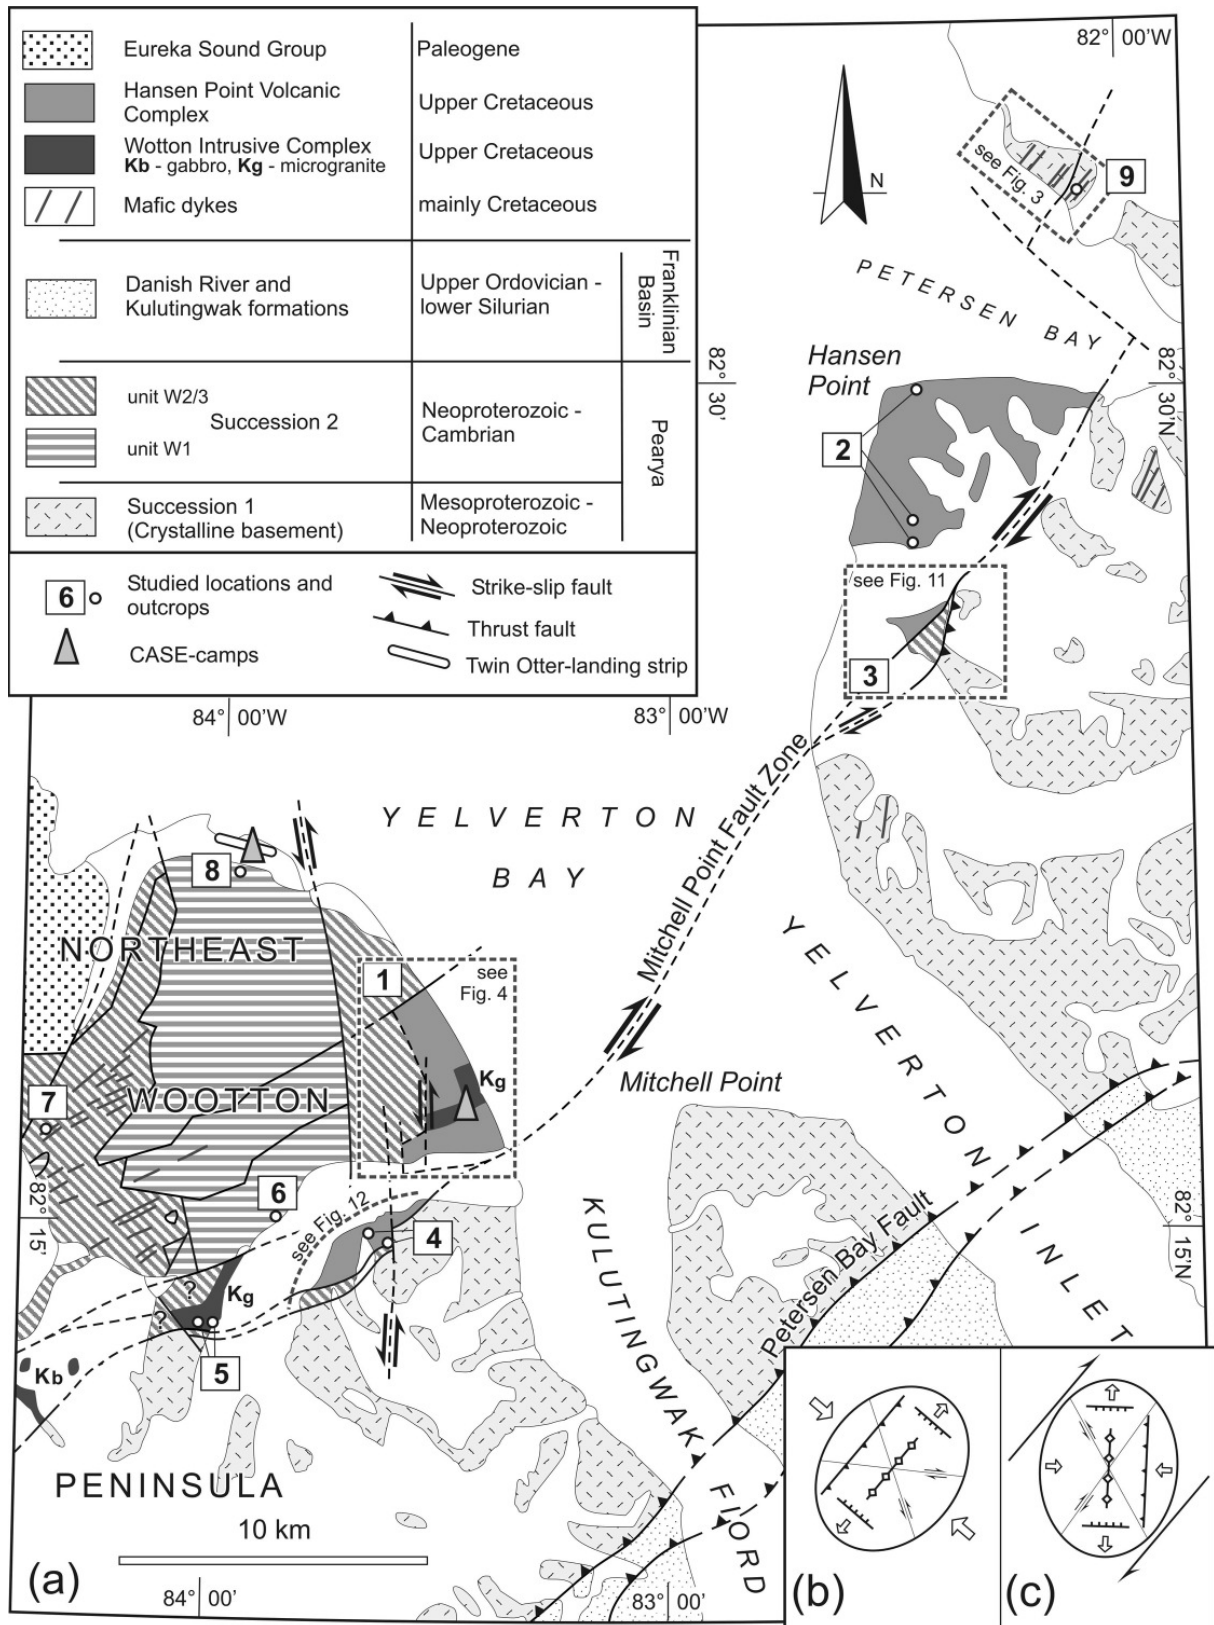 Eureka Sound Group
Paleogene
Hansen Point Volcanic
Complex
Upper Cretaceous
Wotton Intrusive Complex
Kb - gabbro, Kg - microgranite
Upper Cretaceous
Mafic dykes
mainly Cretaceous
Danish River and
Kulutingwak formations
Upper Ordovician -
lower Silurian
Franklinian
Basin
unit W2/3
Succession 2
unit W1
Neoproterozoic -
Cambrian
Pearya
Succession 1
(Crystalline basement)
Mesoproterozoic -
Neoproterozoic
6
Studied locations and
outcrops
CASE-camps
Strike-slip fault
Thrust fault
Twin Otter-landing strip
82° 00'W
N
see Fig. 3
9
PETERSEN BAY
Hansen
Point
82°
30'
82°
30'N
2
see Fig. 11
3
84° 00'W
83° 00'W
YELVERTON
BAY
Mitchell Point Fault Zone
8
NORTHEAST
1
see
Fig. 4
Kg
YELVERTON INLET
7
WOOTTON
Mitchell Point
82°
15'
6
see Fig. 12
4
82°
15'N
KULUTINGWAK FIORD
Petersen Bay Fault
?
Kg
?
5
Kb
PENINSULA
10 km
(a)
84° 00'
83° 00'
(b)
(c)